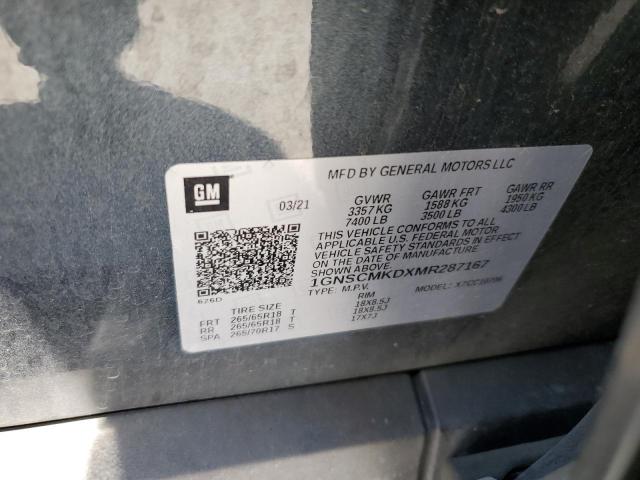 MFD BY GENERAL MOTORS LLC
GM
03/21
GVWR GAWR FRT GAWR RR
3357 KG 1588 KG 1950 KG
7400 LB 3500 LB 4300 LB
THIS VEHICLE CONFORMS TO ALL
APPLICABLE U.S. FEDERAL MOTOR
VEHICLE SAFETY STANDARDS IN EFFECT
ON THE DATE OF MANUFACTURE
SHOWN ABOVE.
1GNSCMKDXMR287167
626D
TYPE: M.P.V. MODEL:
TIRE SIZE RIM
FRT 265/65R18 T 18X8.5J
RR 265/65R18 T 18X8.5J
SPA 265/70R17 S 17X7J